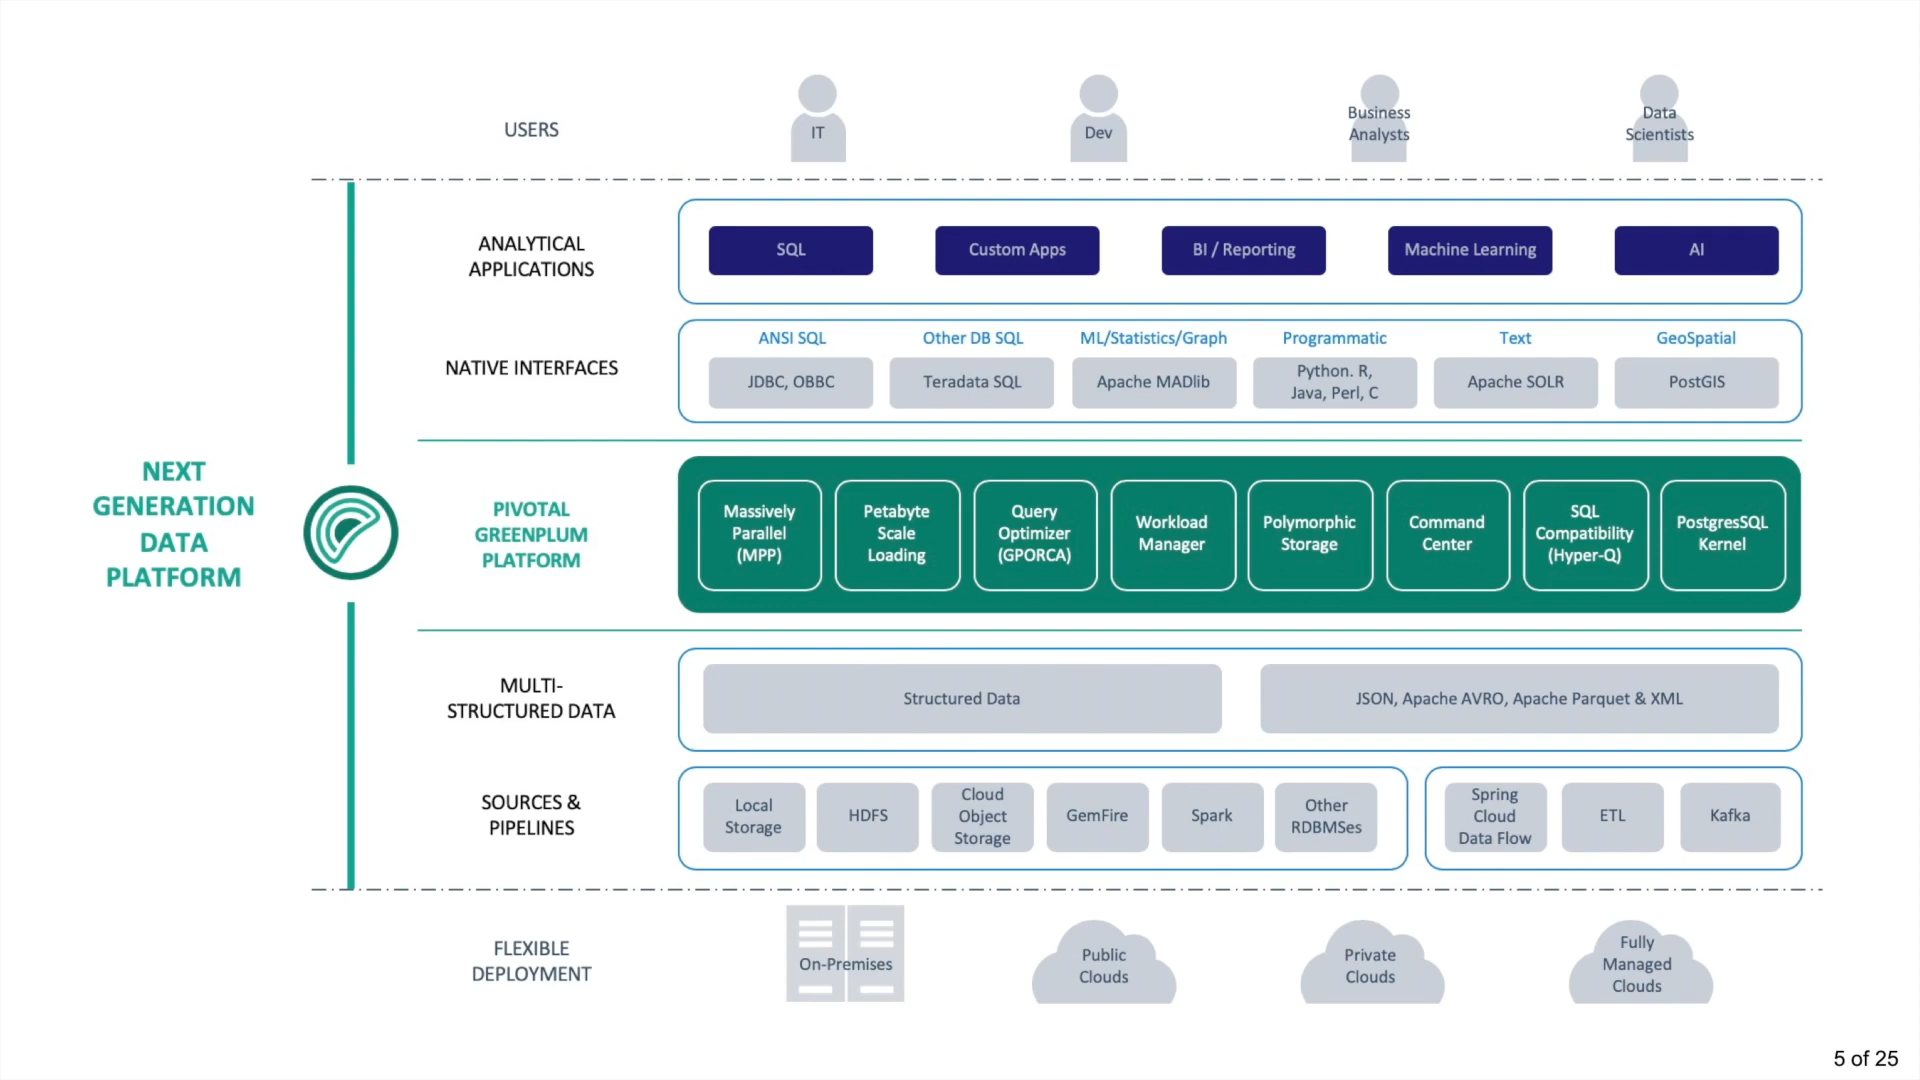 USERS
IT
Dev
Business
Analysts
Data
Scientists
ANALYTICAL
APPLICATIONS
SQL
Custom Apps
BI / Reporting
Machine Learning
AI
NATIVE INTERFACES
ANSI SQL
JDBC, OBBC
Other DB SQL
Teradata SQL
ML/Statistics/Graph
Apache MADlib
Programmatic
Python. R,
Java, Perl, C
Text
Apache SOLR
GeoSpatial
PostGIS
NEXT
GENERATION
DATA
PLATFORM
PIVOTAL
GREENPLUM
PLATFORM
Massively
Parallel
(MPP)
Petabyte
Scale
Loading
Query
Optimizer
(GPORCA)
Workload
Manager
Polymorphic
Storage
Command
Center
SQL
Compatibility
(Hyper-Q)
PostgresSQL
Kernel
MULTI-
STRUCTURED DATA
Structured Data
JSON, Apache AVRO, Apache Parquet & XML
SOURCES &
PIPELINES
Local
Storage
HDFS
Cloud
Object
Storage
GemFire
Spark
Other
RDBMSes
Spring
Cloud
Data Flow
ETL
Kafka
FLEXIBLE
DEPLOYMENT
On-Premises
Public
Clouds
Private
Clouds
Fully
Managed
Clouds
5 of 25